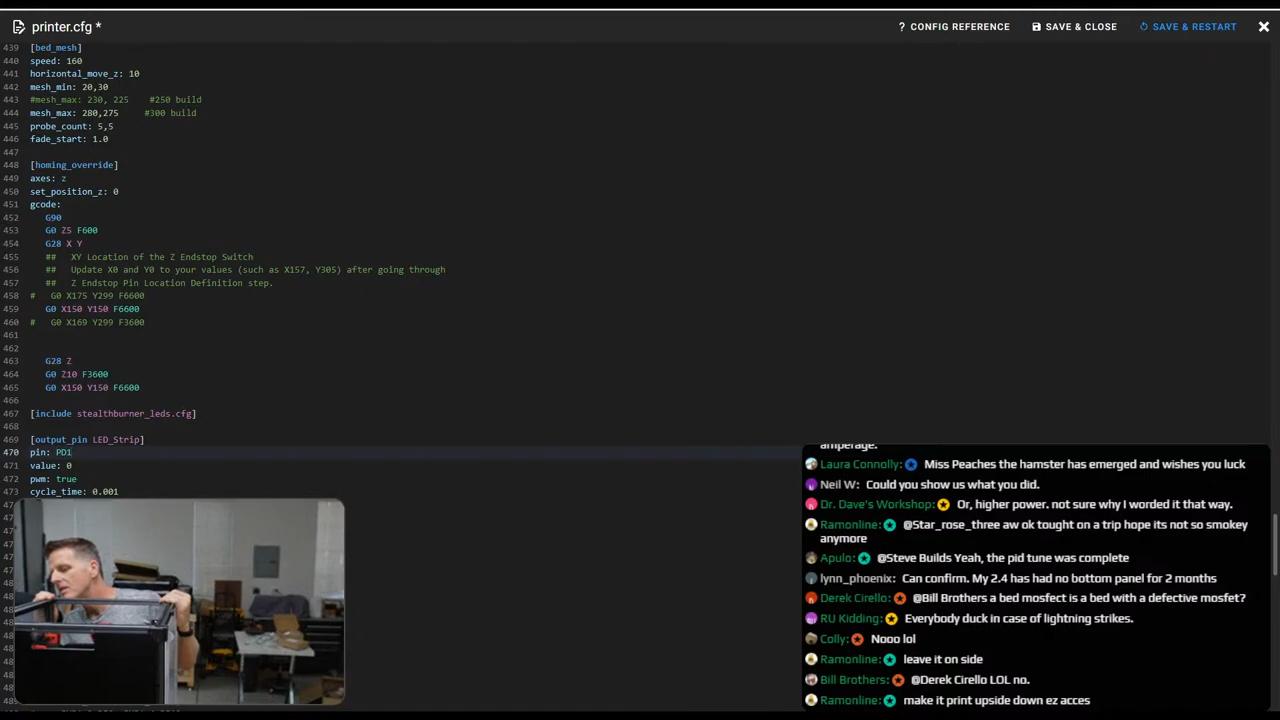 printer.cfg *
? CONFIG REFERENCE
SAVE & CLOSE
SAVE & RESTART
439 [bed_mesh]
440 speed: 160
441 horizontal_move_z: 10
442 mesh_min: 20,30
443 #mesh_max: 230, 225 #250 build
444 mesh_max: 280,275 #300 build
445 probe_count: 5,5
446 fade_start: 1.0
447
448 [homing_override]
449 axes: z
450 set_position_z: 0
451 gcode:
452 G90
453 G0 Z5 F600
454 G28 X Y
455 ## XY Location of the Z Endstop Switch
456 ## Update X0 and Y0 to your values (such as X157, Y305) after going through
457 ## Z Endstop Pin Location Definition step.
458 # G0 X175 Y299 F6600
459 G0 X150 Y150 F6600
460 # G0 X169 Y299 F3600
461
462
463 G28 Z
464 G0 Z10 F3600
465 G0 X150 Y150 F6600
466
467 [include stealthburner_leds.cfg]
468
469 [output_pin LED_Strip]
470 pin: PD1
471 value: 0
472 pwm: true
473 cycle_time: 0.001
amperage.
Laura Connolly: Miss Peaches the hamster has emerged and wishes you luck
Neil W: Could you show us what you did.
Dr. Dave's Workshop: Or, higher power. not sure why I worded it that way.
Ramonline: @Star_rose_three aw ok tought on a trip hope its not so smokey
anymore
Apulo: @Steve Builds Yeah, the pid tune was complete
lynn_phoenix: Can confirm. My 2.4 has had no bottom panel for 2 months
Derek Cirello: @Bill Brothers a bed mosfect is a bed with a defective mosfet?
RU Kidding: Everybody duck in case of lightning strikes.
Colly: Nooo lol
Ramonline: leave it on side
Bill Brothers: @Derek Cirello LOL no.
Ramonline: make it print upside down ez acces